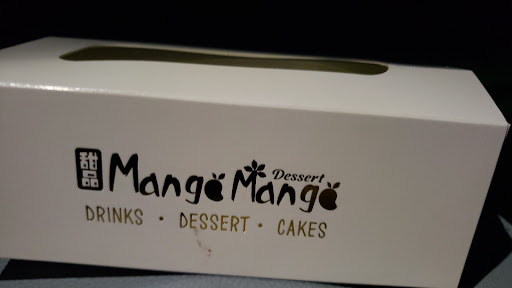 甜品 Mango Mango Dessert
DRINKS · DESSERT · CAKES